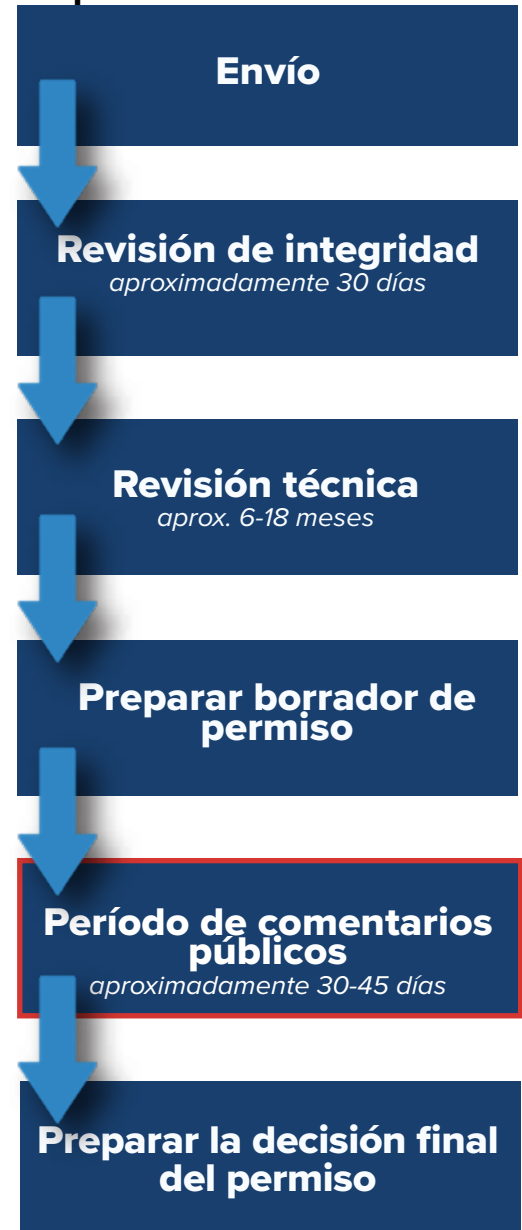 Envío
Revisión de integridad
aproximadamente 30 días
Revisión técnica
aprox. 6-18 meses
Preparar borrador de
permiso
Período de comentarios
públicos
aproximadamente 30-45 días
Preparar la decisión final
del permiso